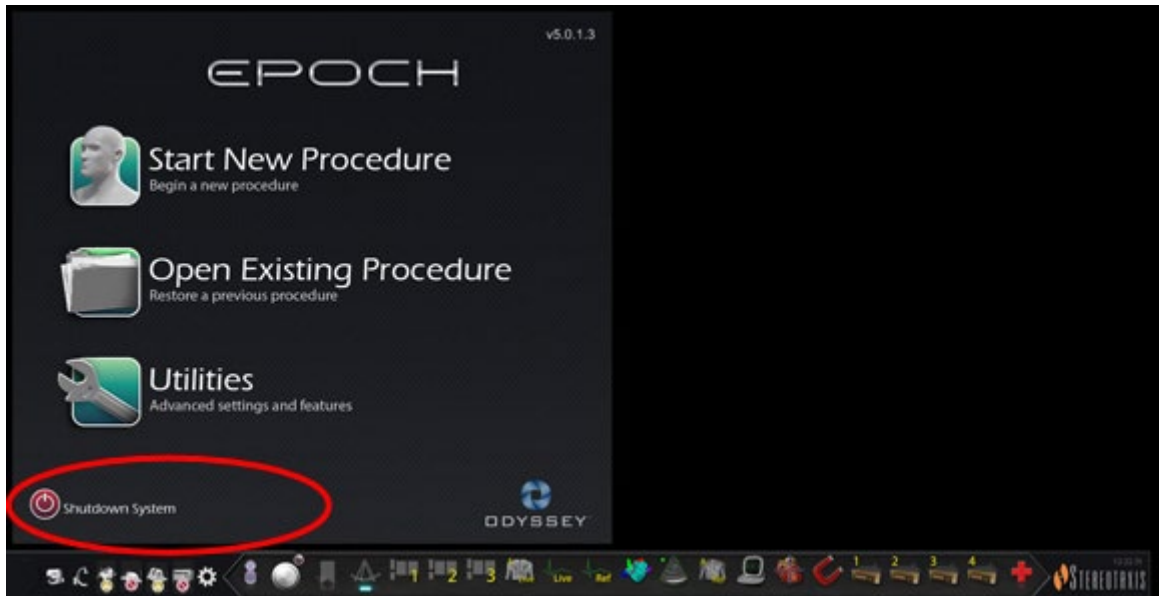 v5.0.1.3
EPOCH
Start New Procedure
Begin a new procedure
Open Existing Procedure
Restore a previous procedure
Utilities
Advanced settings and features
Shutdown System
ODYSSEY
1 2 3 Live Ref 1 2 3 4
STEREOTAXIS